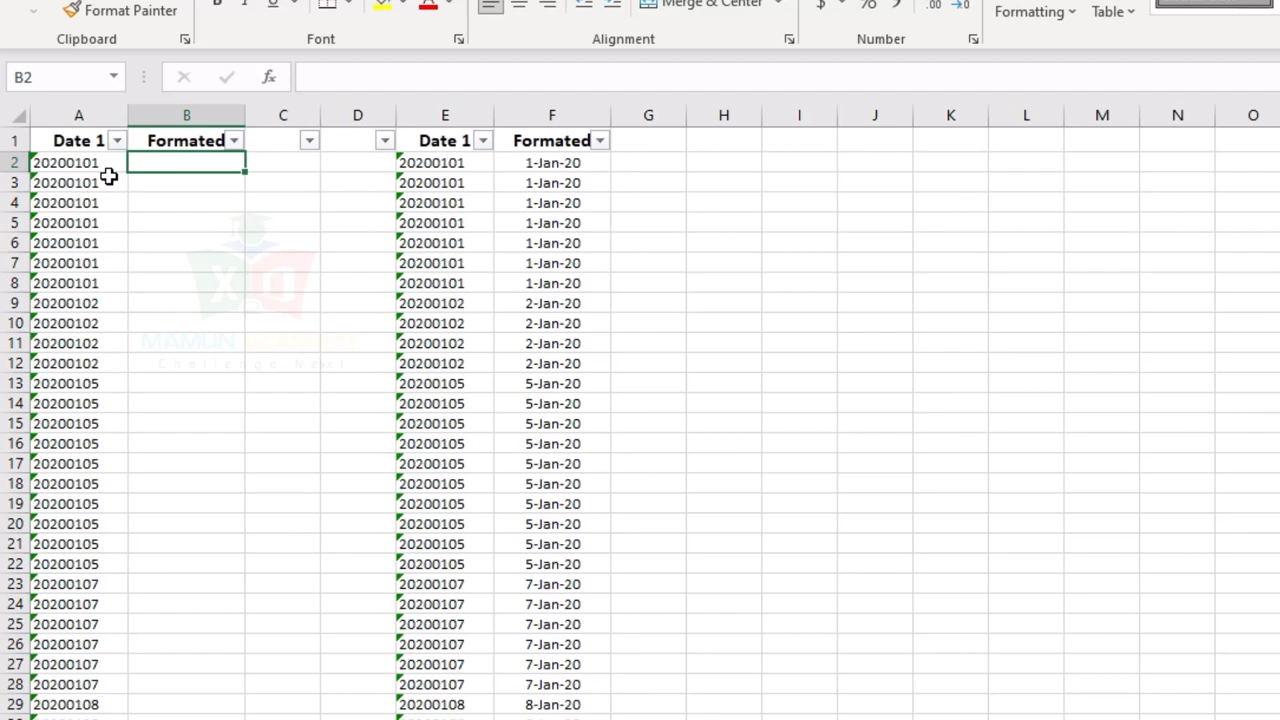 Format Painter
Merge & Center
$ % 9 .00 →0
Formatting Table
Clipboard Font Alignment Number
B2 fx
A B C D E F G H I J K L M N O
1 Date 1 Formated Date 1 Formated
2 20200101 20200101 1-Jan-20
3 20200101 20200101 1-Jan-20
4 20200101 20200101 1-Jan-20
5 20200101 20200101 1-Jan-20
6 20200101 20200101 1-Jan-20
7 20200101 20200101 1-Jan-20
8 20200101 20200101 1-Jan-20
9 20200102 20200102 2-Jan-20
10 20200102 20200102 2-Jan-20
11 20200102 20200102 2-Jan-20
12 20200102 20200102 2-Jan-20
13 20200105 20200105 5-Jan-20
14 20200105 20200105 5-Jan-20
15 20200105 20200105 5-Jan-20
16 20200105 20200105 5-Jan-20
17 20200105 20200105 5-Jan-20
18 20200105 20200105 5-Jan-20
19 20200105 20200105 5-Jan-20
20 20200105 20200105 5-Jan-20
21 20200105 20200105 5-Jan-20
22 20200105 20200105 5-Jan-20
23 20200107 20200107 7-Jan-20
24 20200107 20200107 7-Jan-20
25 20200107 20200107 7-Jan-20
26 20200107 20200107 7-Jan-20
27 20200107 20200107 7-Jan-20
28 20200107 20200107 7-Jan-20
29 20200108 20200108 8-Jan-20
Challenge Next